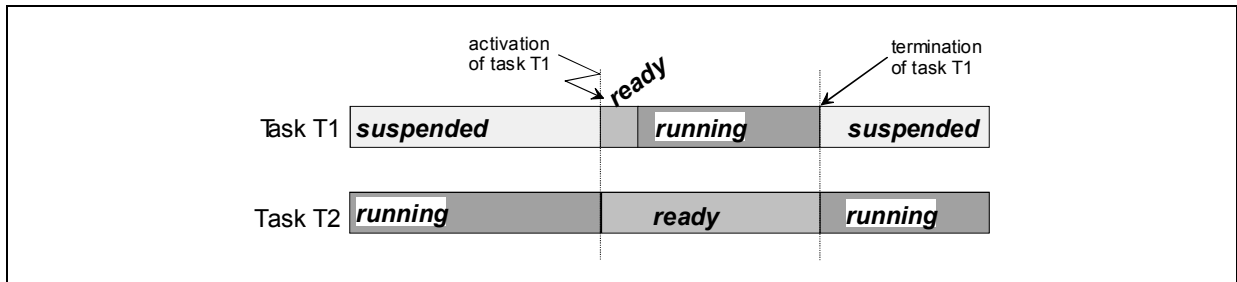 activation
of task T1
ready
termination
of task T1
Task T1 suspended running suspended
Task T2 running ready running